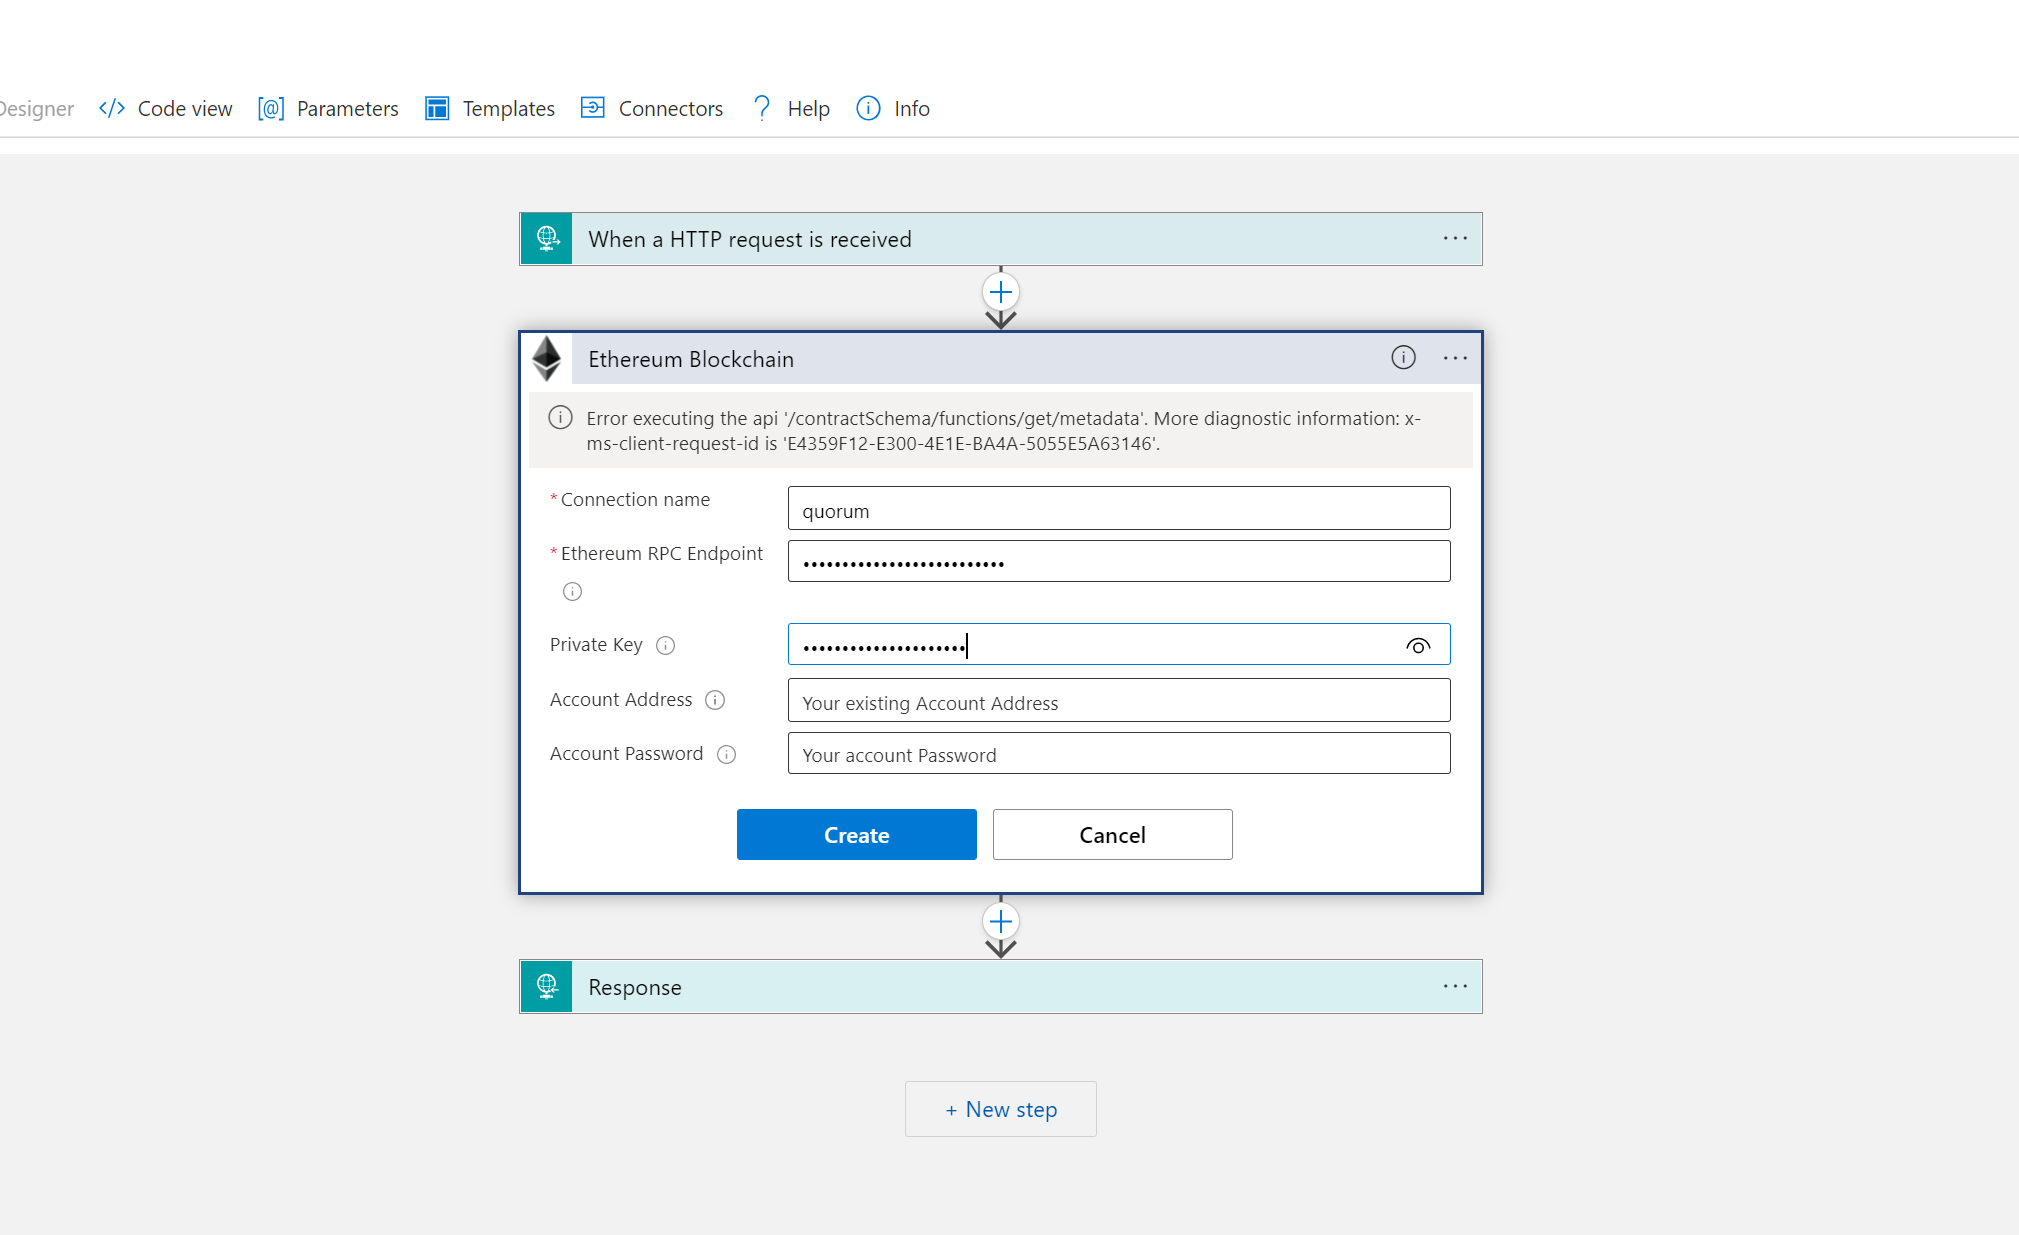 Designer </> Code view [@] Parameters Templates Connectors ? Help Info
When a HTTP request is received ...
Ethereum Blockchain ...
Error executing the api '/contractSchema/functions/get/metadata'. More diagnostic information: x-
ms-client-request-id is 'E4359F12-E300-4E1E-BA4A-5055E5A63146'.
* Connection name quorum
* Ethereum RPC Endpoint ••••••••••••••••••••••••••
Private Key •••••••••••••••••••••
Account Address Your existing Account Address
Account Password Your account Password
Create Cancel
Response ...
+ New step